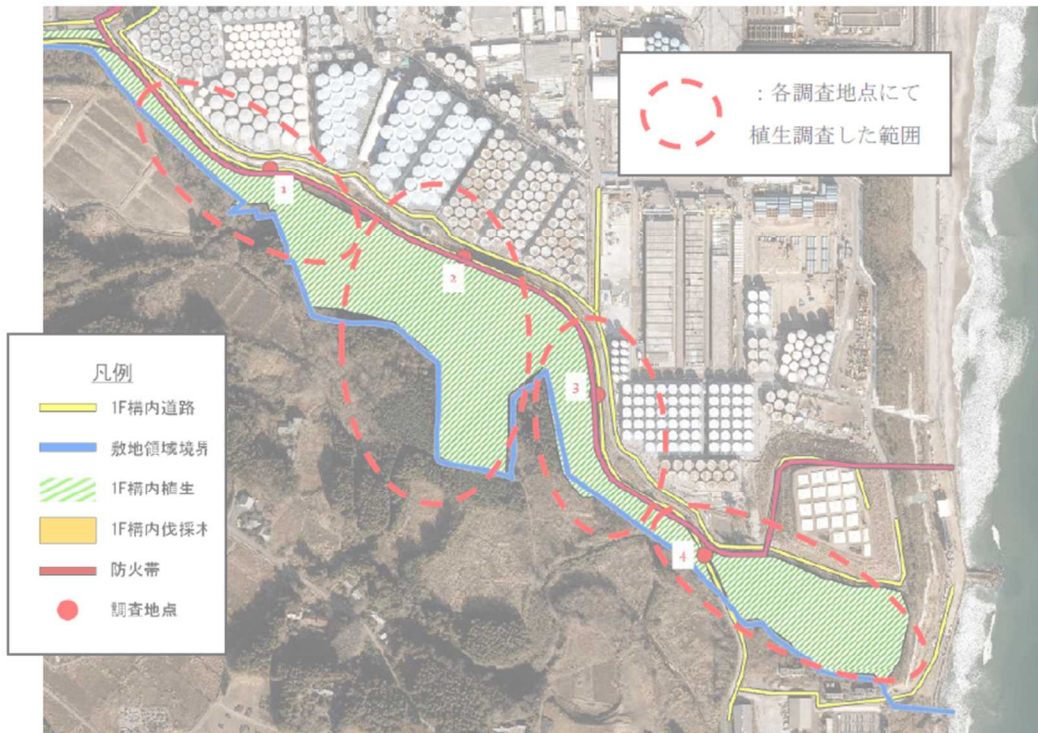 ：各調査地点にて
植生調査した範囲
1
2
3
4
凡例
1F構内道路
敷地領域境界
1F構内植生
1F構内伐採木
防火帯
調査地点